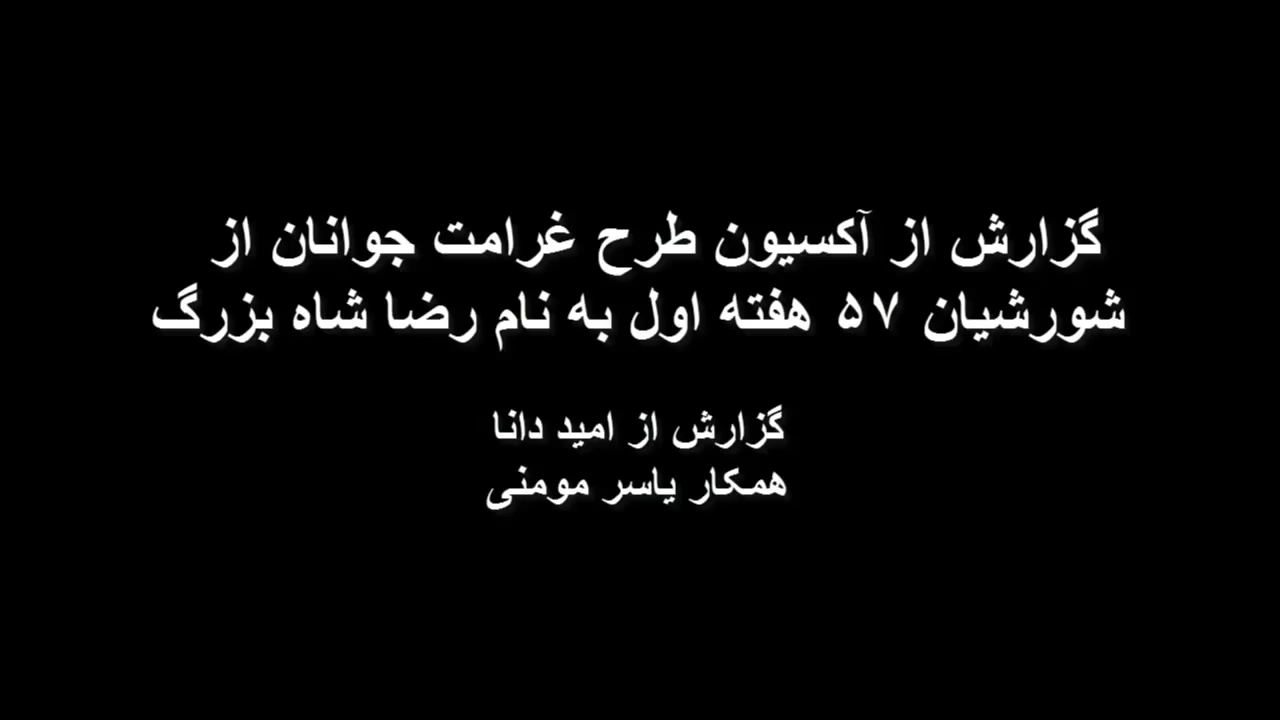 گزارش از آکسیون طرح غرامت جوانان از
شورشیان ۵۷ هفته اول به نام رضا شاه بزرگ
گزارش از امید دانا
همکار یاسر مومنی